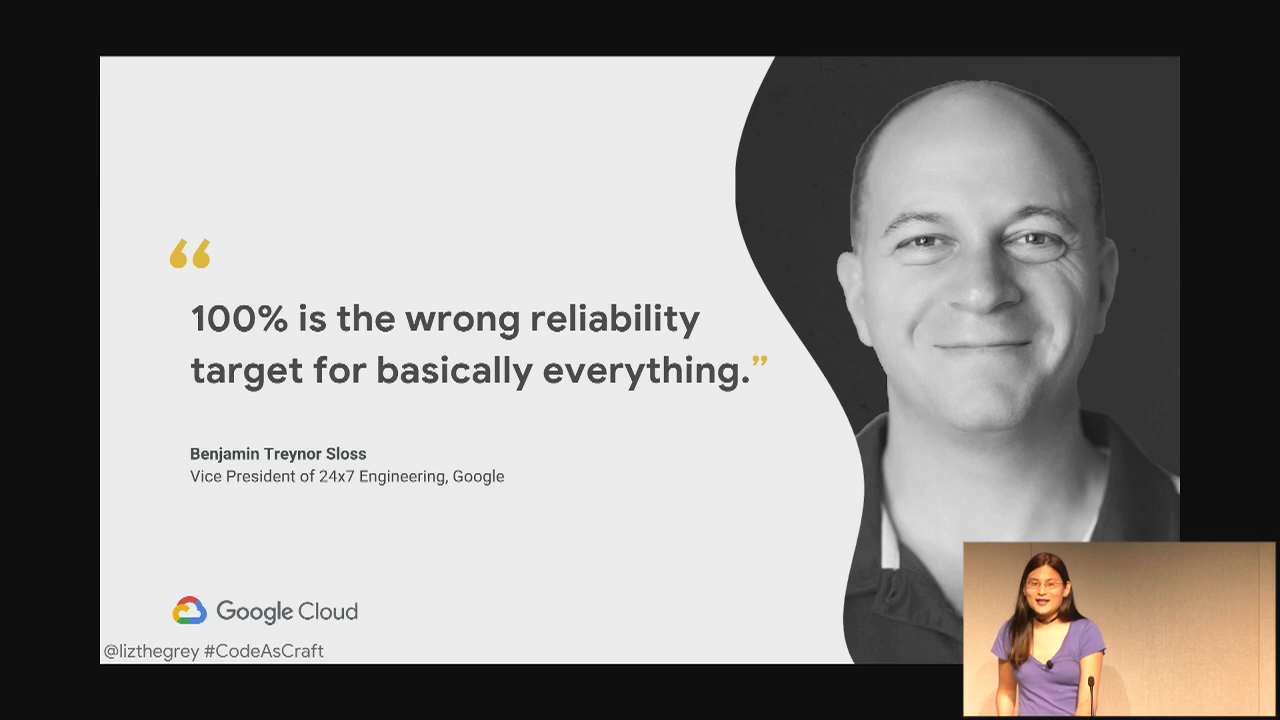 “
100% is the wrong reliability
target for basically everything.”
Benjamin Treynor Sloss
Vice President of 24x7 Engineering, Google
Google Cloud
@lizthegrey #CodeAsCraft